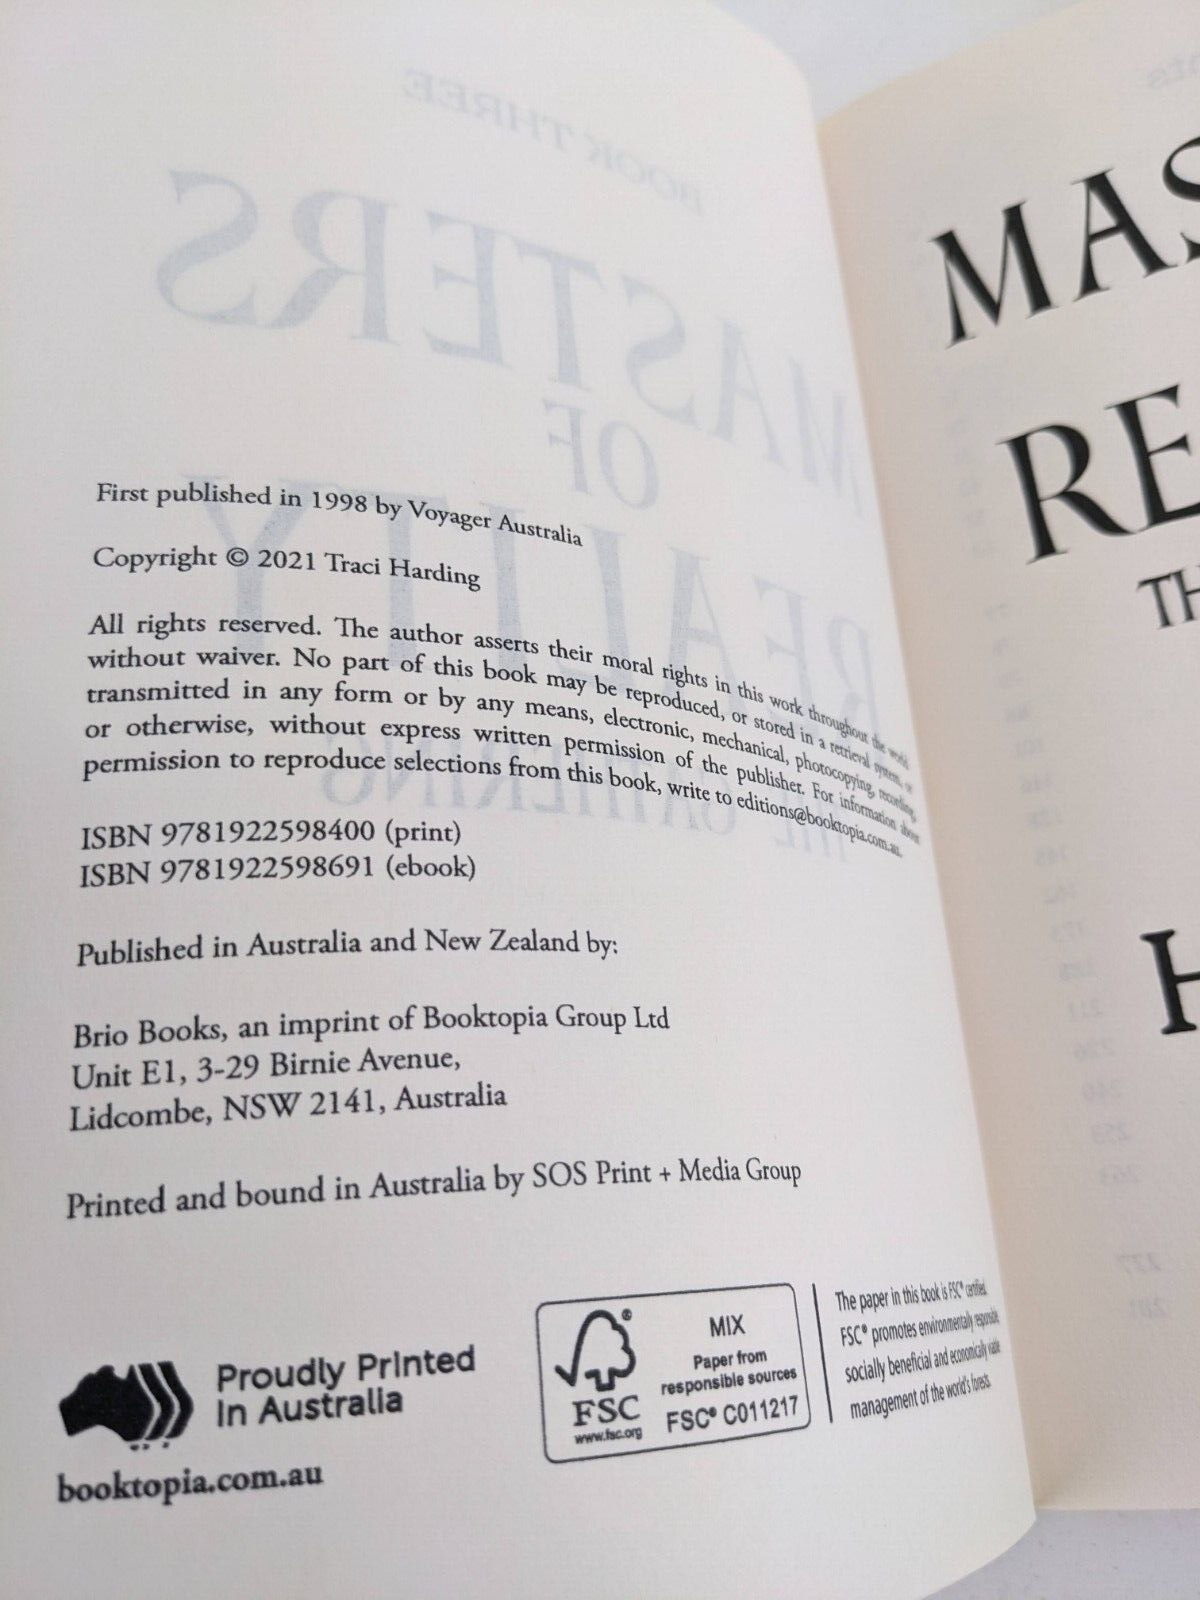 BOOK THREE
MASTERS
OF
REALITY
THE GATHERING
First published in 1998 by Voyager Australia
Copyright © 2021 Traci Harding
All rights reserved. The author asserts their moral rights in this work throughout the world
without waiver. No part of this book may be reproduced, or stored in a retrieval system, or
transmitted in any form or by any means, electronic, mechanical, photocopying, recording,
or otherwise, without express written permission of the publisher. For information about
permission to reproduce selections from this book, write to editions@booktopia.com.au.
ISBN 9781922598400 (print)
ISBN 9781922598691 (ebook)
Published in Australia and New Zealand by:
Brio Books, an imprint of Booktopia Group Ltd
Unit E1, 3-29 Birnie Avenue,
Lidcombe, NSW 2141, Australia
Printed and bound in Australia by SOS Print + Media Group
Proudly Printed
in Australia
booktopia.com.au
®
FSC
www.fsc.org
MIX
Paper from
responsible sources
FSC® C011217
The paper in this book is FSC® certified.
FSC® promotes environmentally responsible,
socially beneficial and economically viable
management of the world's forests.
MAS
RE
TH
H